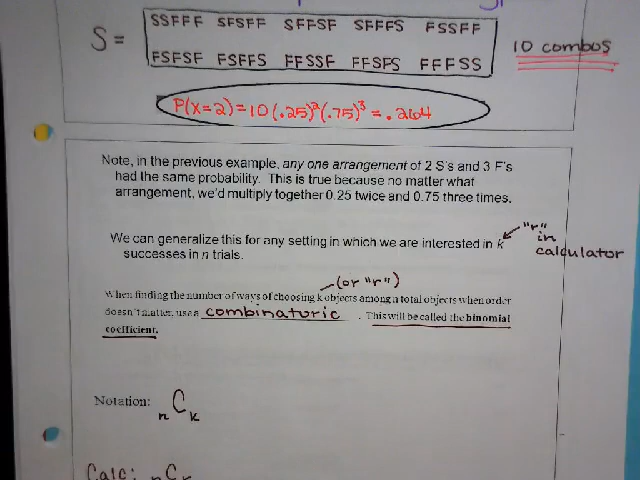 S = SSFFF SFSFF SFFSF SFFFS FSSFF
FSFSF FSFFS FFSSF FFSFS FFFSS
10 combos
P(X=2)=10(.25)²(.75)³=.264
Note, in the previous example, any one arrangement of 2 S's and 3 F's
had the same probability. This is true because no matter what
arrangement, we'd multiply together 0.25 twice and 0.75 three times.
We can generalize this for any setting in which we are interested in k
successes in n trials.
"r" in calculator
(or "r")
When finding the number of ways of choosing k objects among n total objects when order
doesn't matter, use a combinatoric . This will be called the binomial
coefficient.
Notation: nCk
Calc: nCr